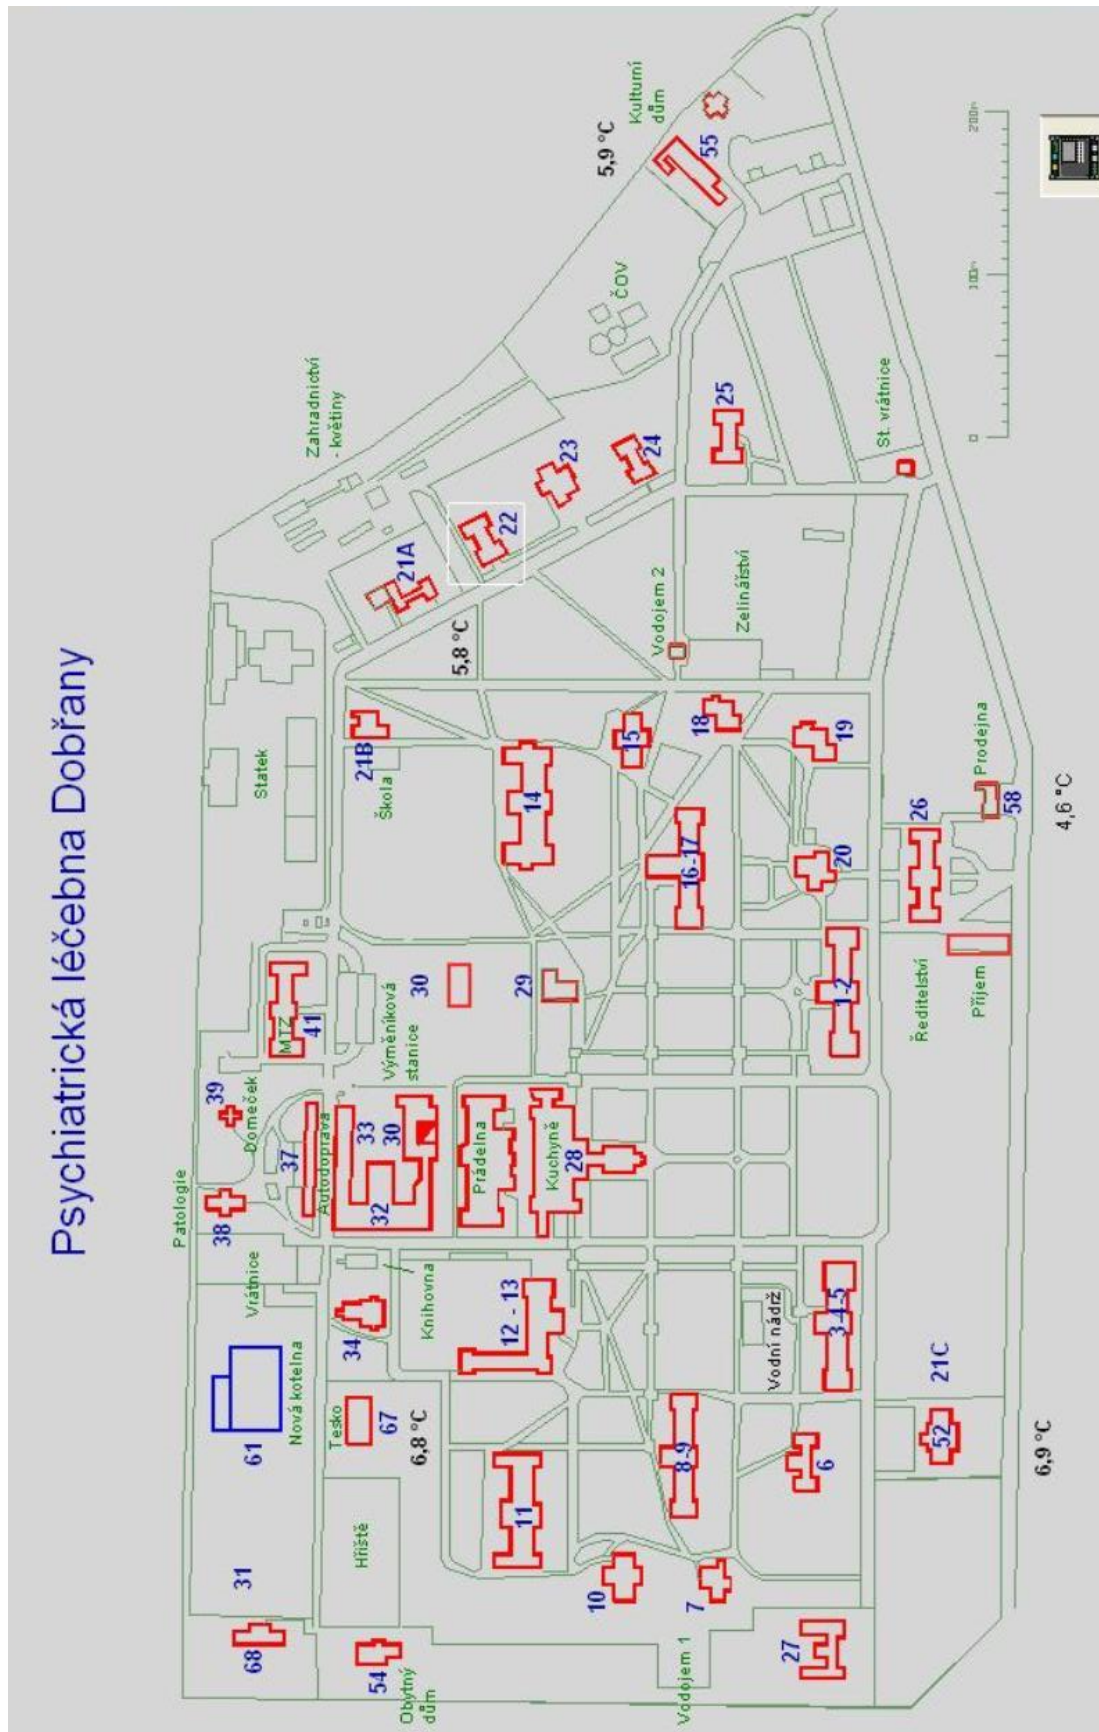 Psychiatrická léčebna Dobřany
Patologie
38
Vrátnice
39
Domeček
37
Autodoprava
MTZ
41
Statek
Zahradnictví
- květiny
5,9 °C
Kulturní
dům
55
ČOV
61
Nová kotelna
31
68
34
Knihovna
32
33
30
Výměníková
stanice
30
21B
Škola
21A
22
23
24
25
5,8 °C
Tesko
67
6,8 °C
Hřiště
54
Obytný
dům
12 - 13
Prádelna
Kuchyně
28
29
14
15
11
10
8-9
7
16-17
18
Vodojem 2
Zelinářství
19
20
Vodní nádrž
3-4-5
6
1-2
27
Vodojem 1
21C
52
Ředitelství
Příjem
26
Prodejna
58
St. vrátnice
0
100m
200m
6,9 °C
4,6 °C